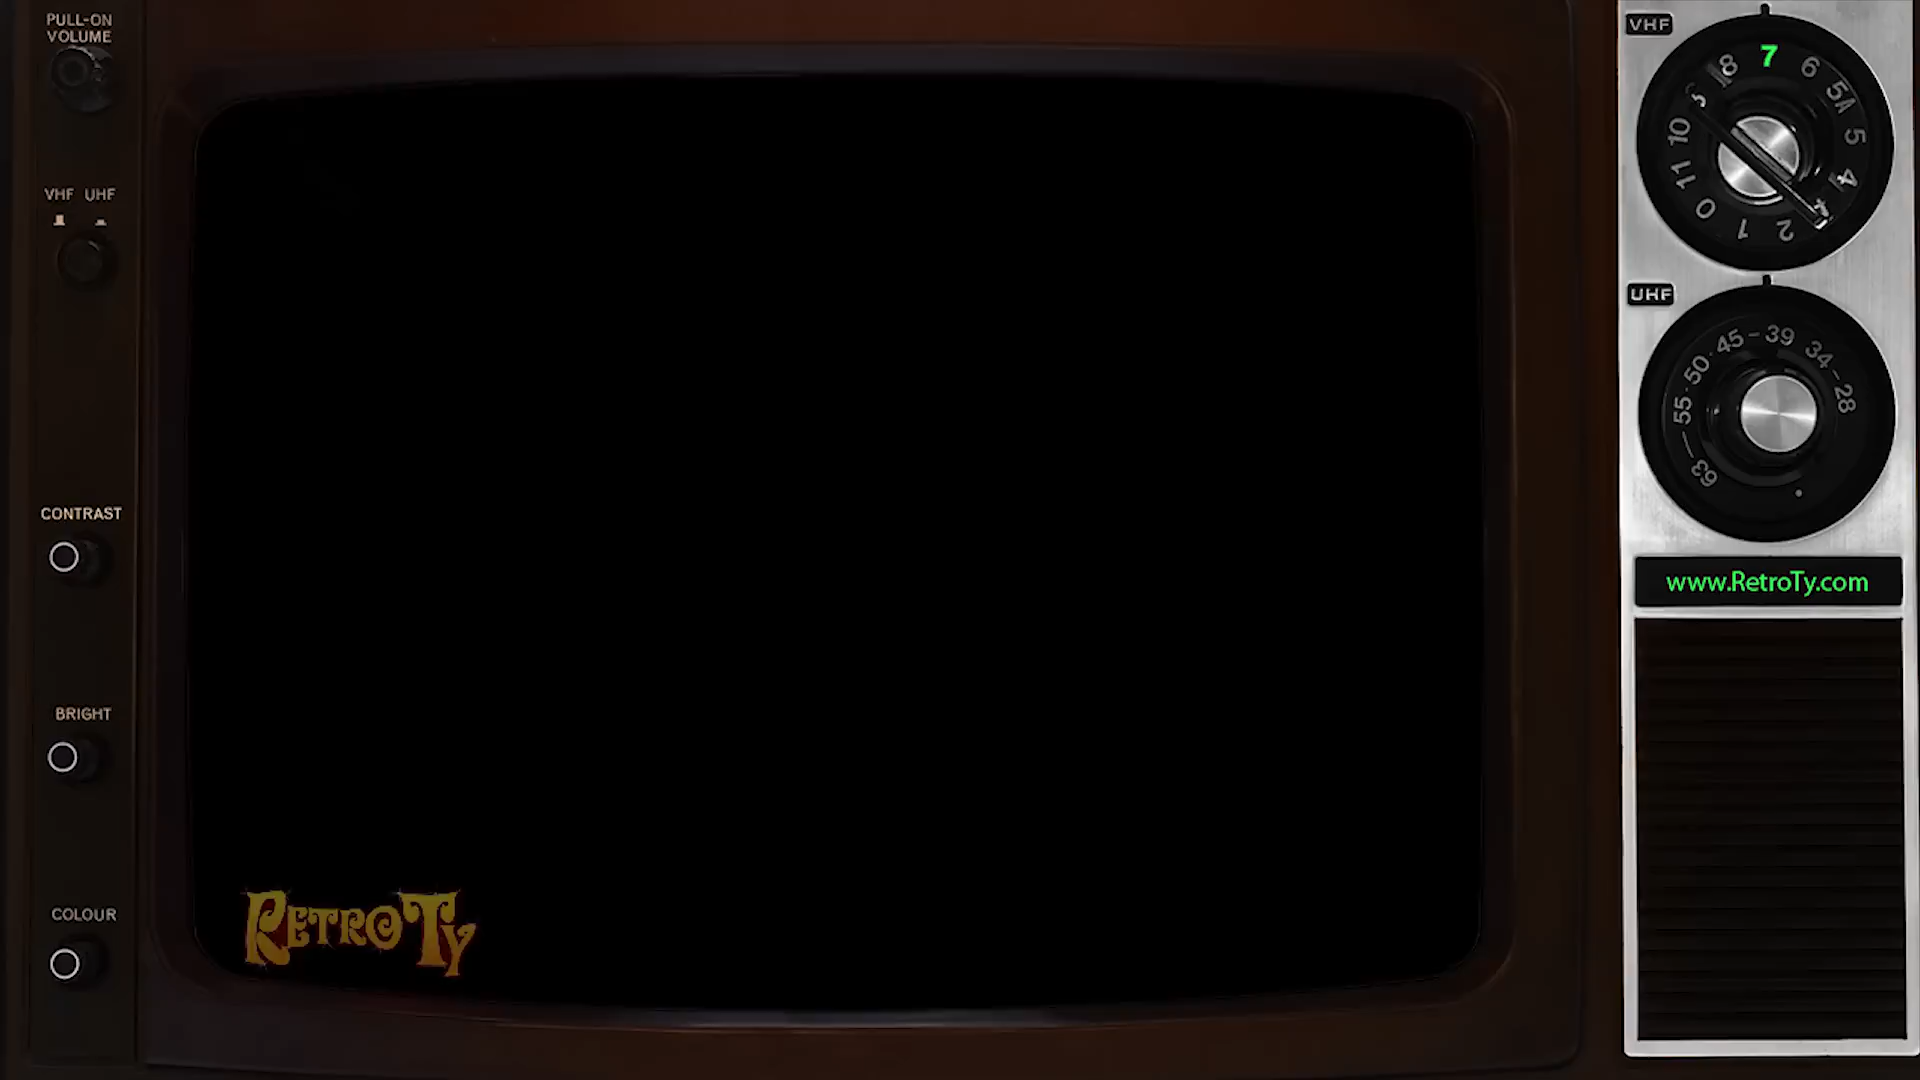 PULL-ON
VOLUME
VHF UHF
CONTRAST
BRIGHT
COLOUR
RETROTY
VHF
7
6
5A
5
4
2
1
0
11
10
8
UHF
63
55
50
45
39
34
28
www.RetroTy.com